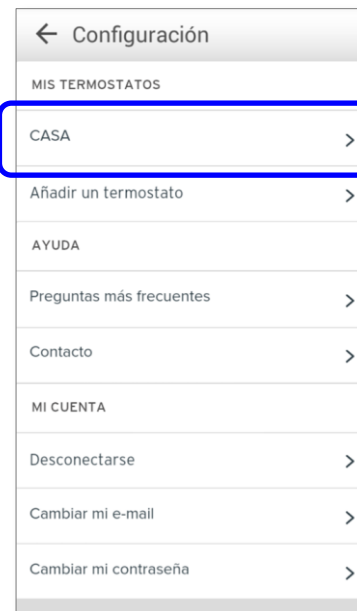 Configuración
MIS TERMOSTATOS
CASA
Añadir un termostato
AYUDA
Preguntas más frecuentes
Contacto
MI CUENTA
Desconectarse
Cambiar mi e-mail
Cambiar mi contraseña